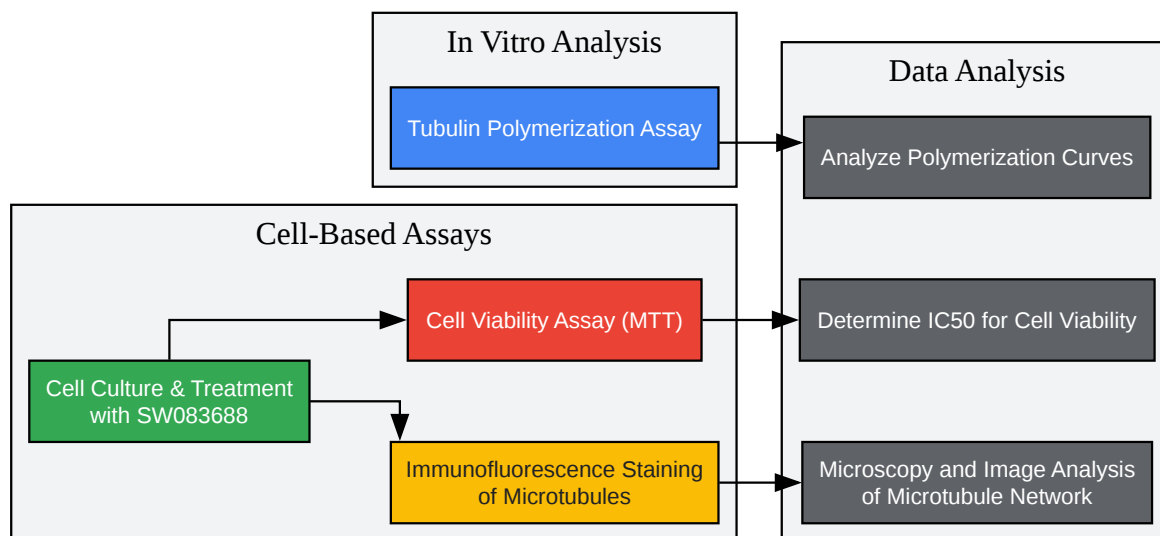 In Vitro Analysis
Tubulin Polymerization Assay
Data Analysis
Analyze Polymerization Curves
Cell-Based Assays
Cell Viability Assay (MTT)
Determine IC50 for Cell Viability
Cell Culture & Treatment
with SW083688
Immunofluorescence Staining
of Microtubules
Microscopy and Image Analysis
of Microtubule Network